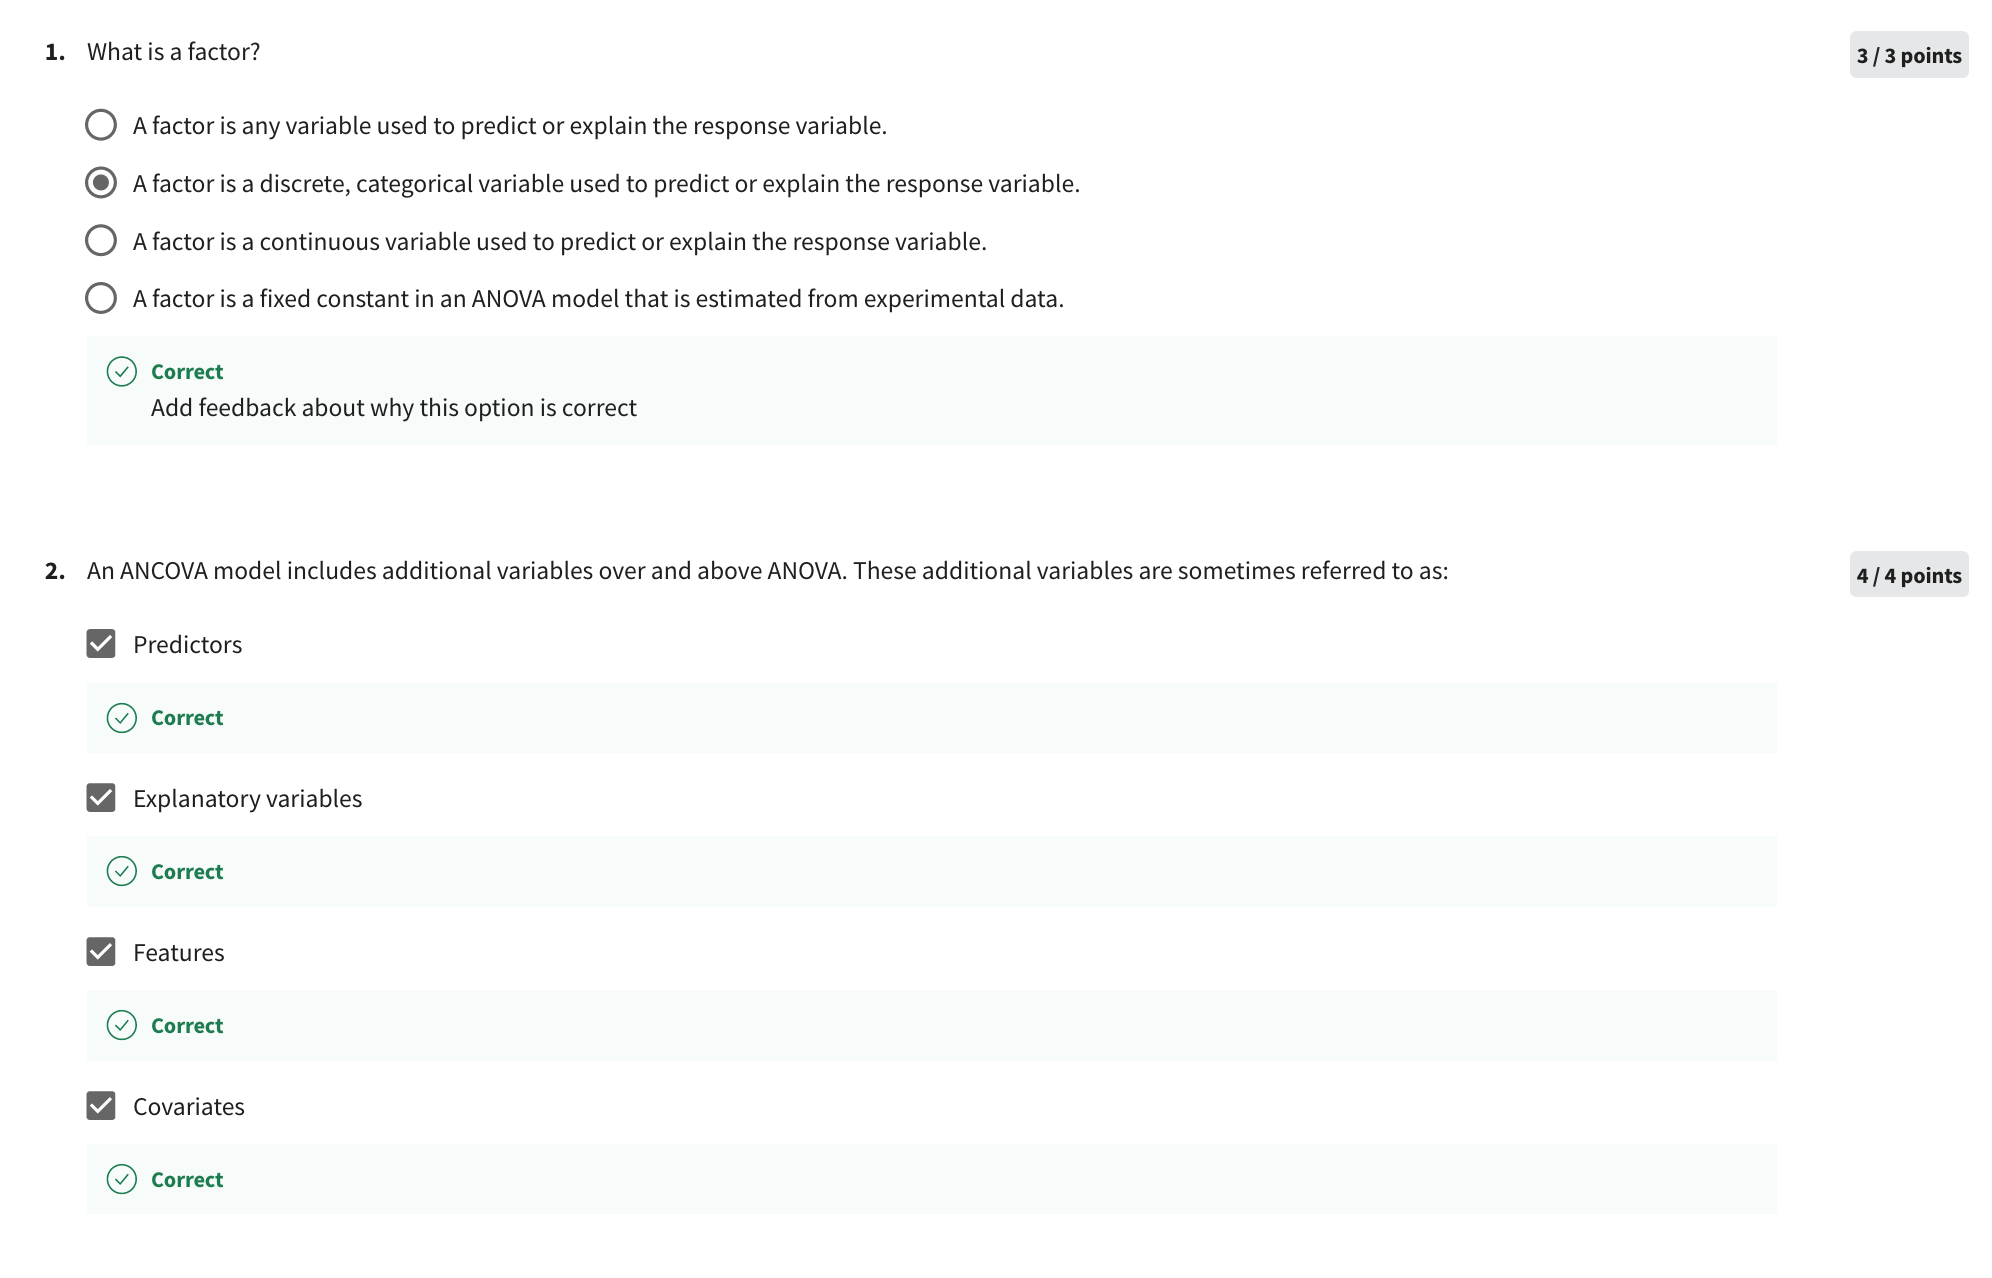 1. What is a factor?
3 / 3 points
A factor is any variable used to predict or explain the response variable.
A factor is a discrete, categorical variable used to predict or explain the response variable.
A factor is a continuous variable used to predict or explain the response variable.
A factor is a fixed constant in an ANOVA model that is estimated from experimental data.
Correct
Add feedback about why this option is correct
2. An ANCOVA model includes additional variables over and above ANOVA. These additional variables are sometimes referred to as:
4 / 4 points
Predictors
Correct
Explanatory variables
Correct
Features
Correct
Covariates
Correct